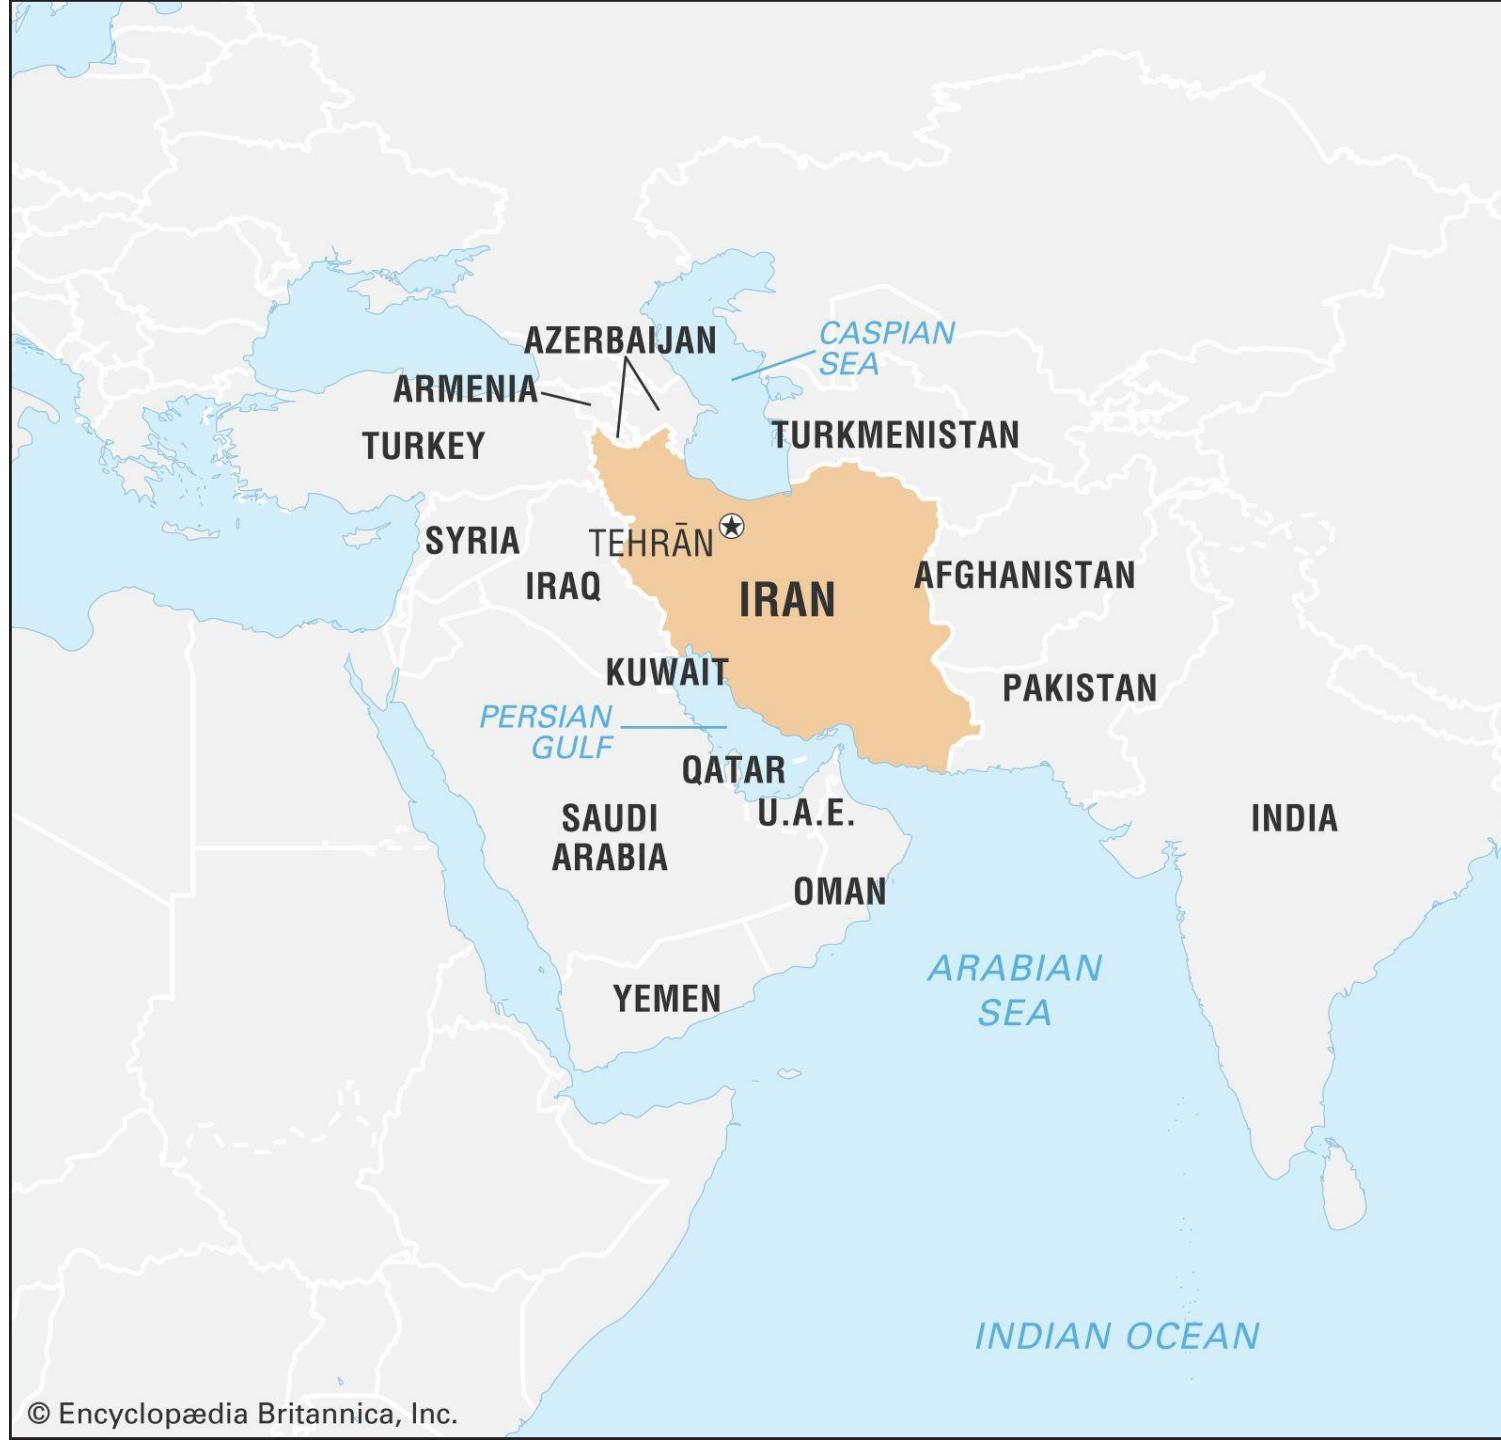 AZERBAIJAN
CASPIAN
SEA
ARMENIA
TURKEY
TURKMENISTAN
SYRIA
TEHRĀN
IRAQ
IRAN
AFGHANISTAN
KUWAIT
PAKISTAN
PERSIAN
GULF
QATAR
U.A.E.
SAUDI
ARABIA
INDIA
OMAN
ARABIAN
SEA
YEMEN
INDIAN OCEAN
© Encyclopædia Britannica, Inc.